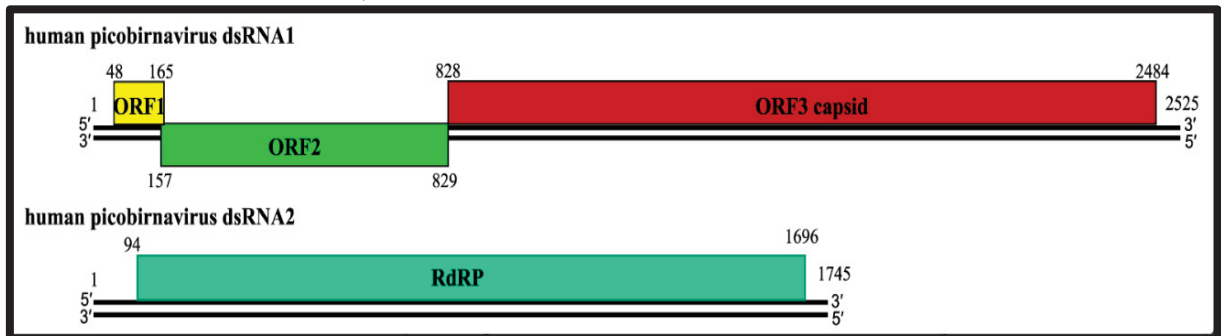 human picobirnavirus dsRNA1
48 165 828 2484
1 ORF1 ORF3 capsid 2525
5′ 3′
3′ 5′
ORF2
157 829
human picobirnavirus dsRNA2
94 1696
1 RdRP 1745
5′ 3′
3′ 5′